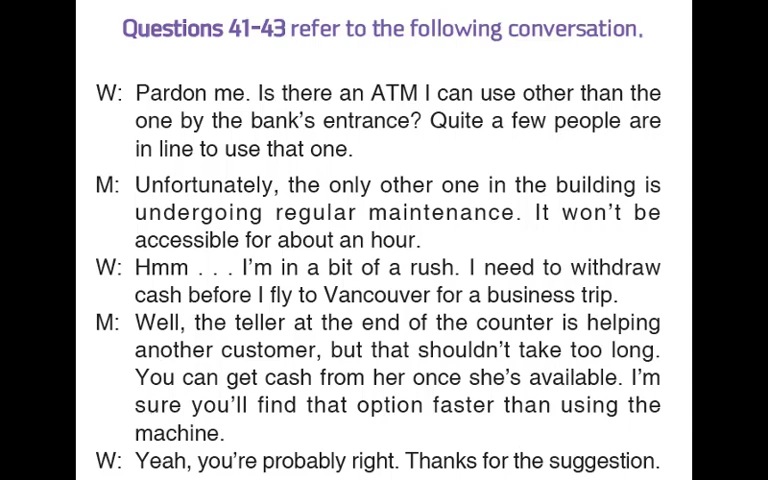 Questions 41-43 refer to the following conversation.
W: Pardon me. Is there an ATM I can use other than the
one by the bank's entrance? Quite a few people are
in line to use that one.
M: Unfortunately, the only other one in the building is
undergoing regular maintenance. It won't be
accessible for about an hour.
W: Hmm . . . I'm in a bit of a rush. I need to withdraw
cash before I fly to Vancouver for a business trip.
M: Well, the teller at the end of the counter is helping
another customer, but that shouldn't take too long.
You can get cash from her once she's available. I'm
sure you'll find that option faster than using the
machine.
W: Yeah, you're probably right. Thanks for the suggestion.